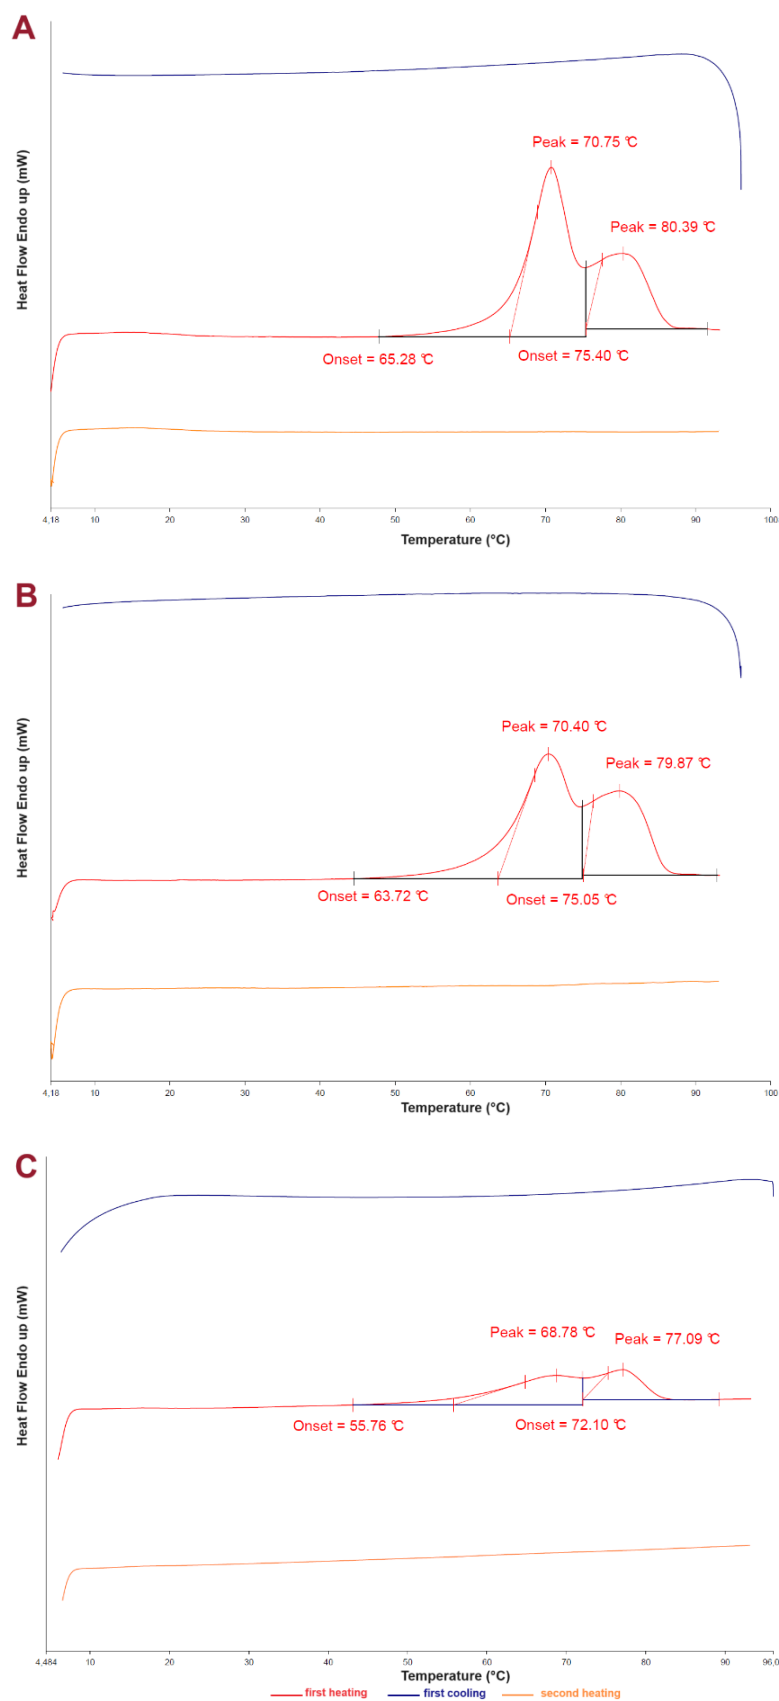 A
Heat Flow Endo up (mW)
Peak = 70.75 °C
Peak = 80.39 °C
Onset = 65.28 °C
Onset = 75.40 °C
4,18 10 20 30 40 50 60 70 80 90 100
Temperature (°C)
B
Heat Flow Endo up (mW)
Peak = 70.40 °C
Peak = 79.87 °C
Onset = 63.72 °C
Onset = 75.05 °C
4,18 10 20 30 40 50 60 70 80 90 100
Temperature (°C)
C
Heat Flow Endo up (mW)
Peak = 68.78 °C
Peak = 77.09 °C
Onset = 55.76 °C
Onset = 72.10 °C
4,484 10 20 30 40 50 60 70 80 96,0
Temperature (°C)
first heating first cooling second heating